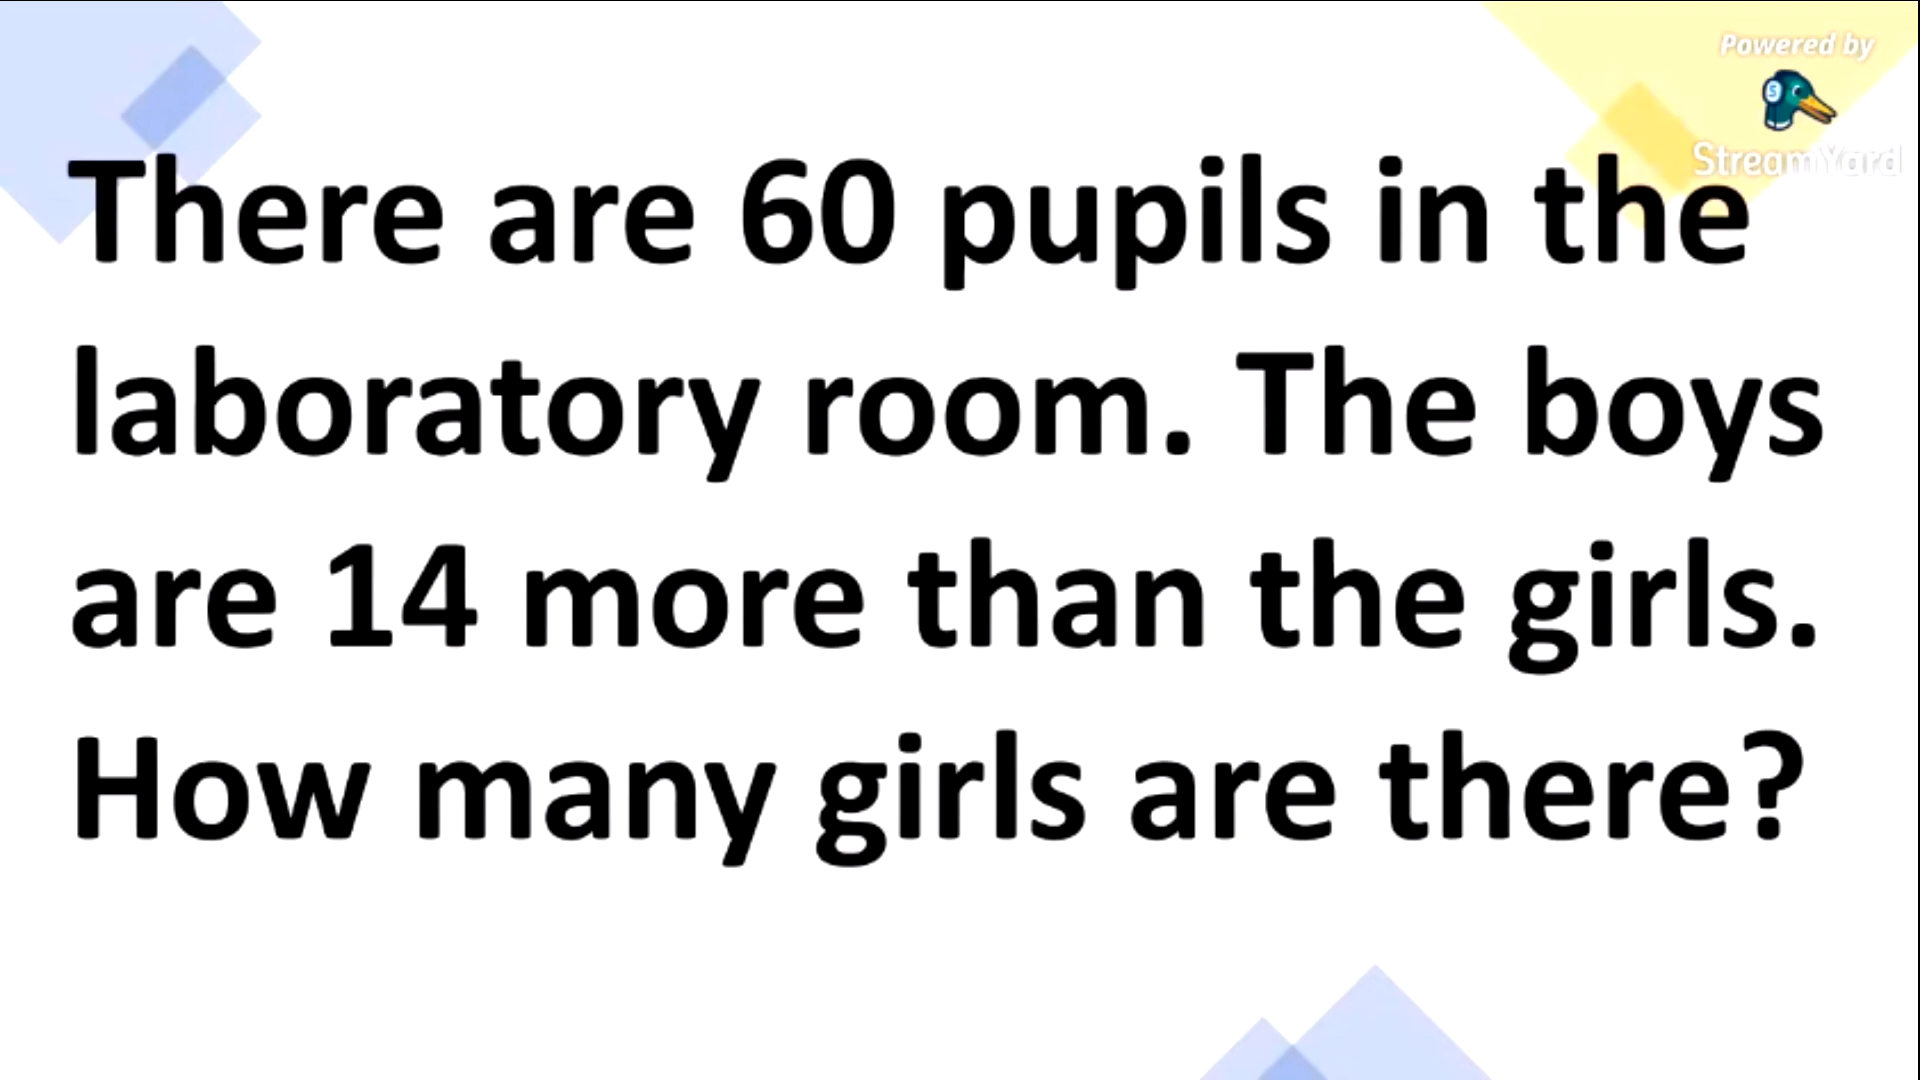 Powered by
StreamYard
There are 60 pupils in the
laboratory room. The boys
are 14 more than the girls.
How many girls are there?